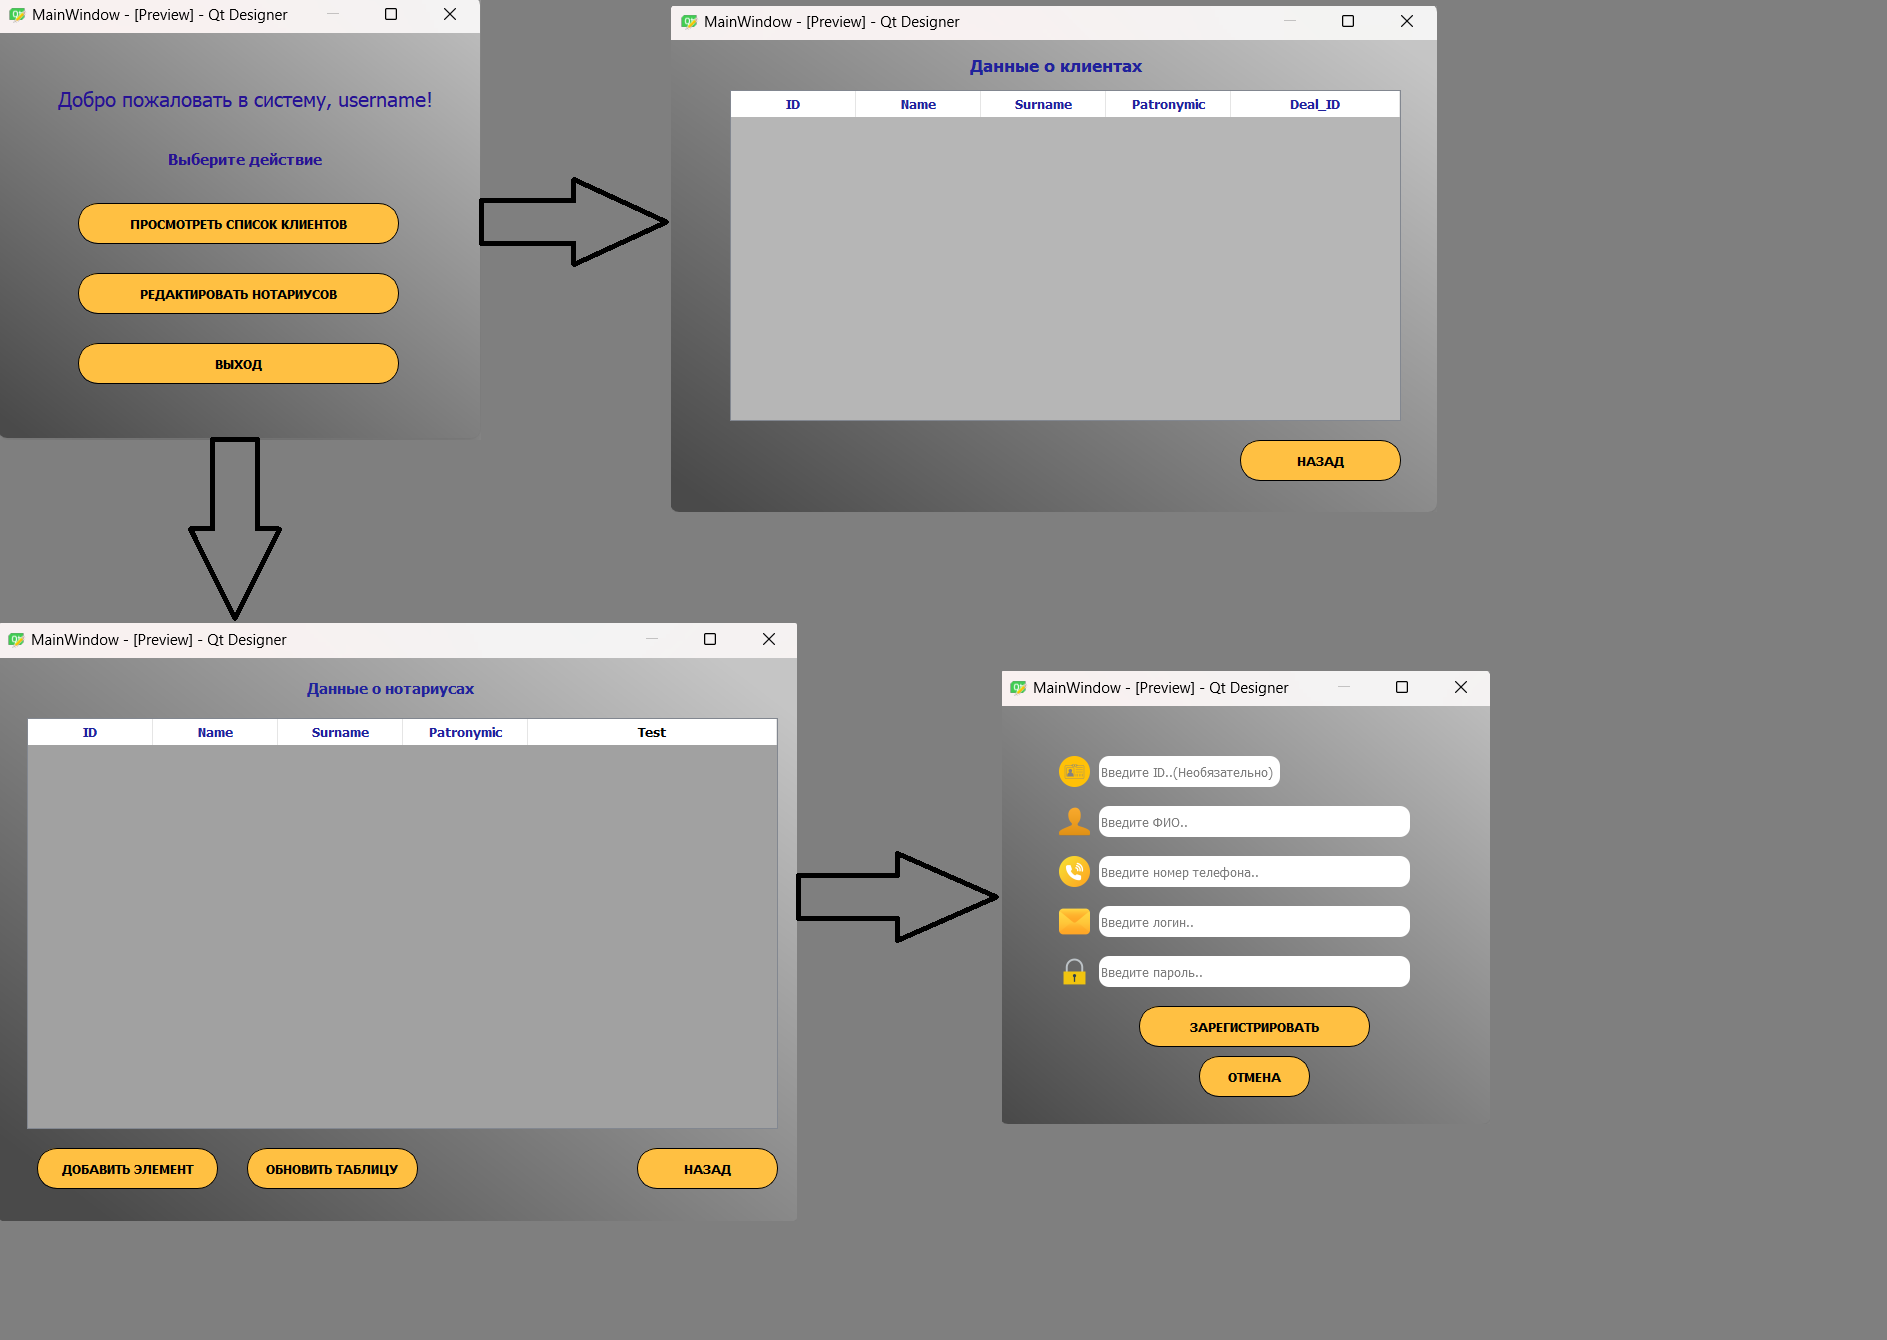 MainWindow - [Preview] - Qt Designer
Добро пожаловать в систему, username!
Выберите действие
ПРОСМОТРЕТЬ СПИСОК КЛИЕНТОВ
РЕДАКТИРОВАТЬ НОТАРИУСОВ
ВЫХОД
MainWindow - [Preview] - Qt Designer
Данные о клиентах
ID Name Surname Patronymic Deal_ID
НАЗАД
MainWindow - [Preview] - Qt Designer
Данные о нотариусах
ID Name Surname Patronymic Test
ДОБАВИТЬ ЭЛЕМЕНТ ОБНОВИТЬ ТАБЛИЦУ НАЗАД
MainWindow - [Preview] - Qt Designer
Введите ID..(Необязательно)
Введите ФИО..
Введите номер телефона..
Введите логин..
Введите пароль..
ЗАРЕГИСТРИРОВАТЬ
ОТМЕНА